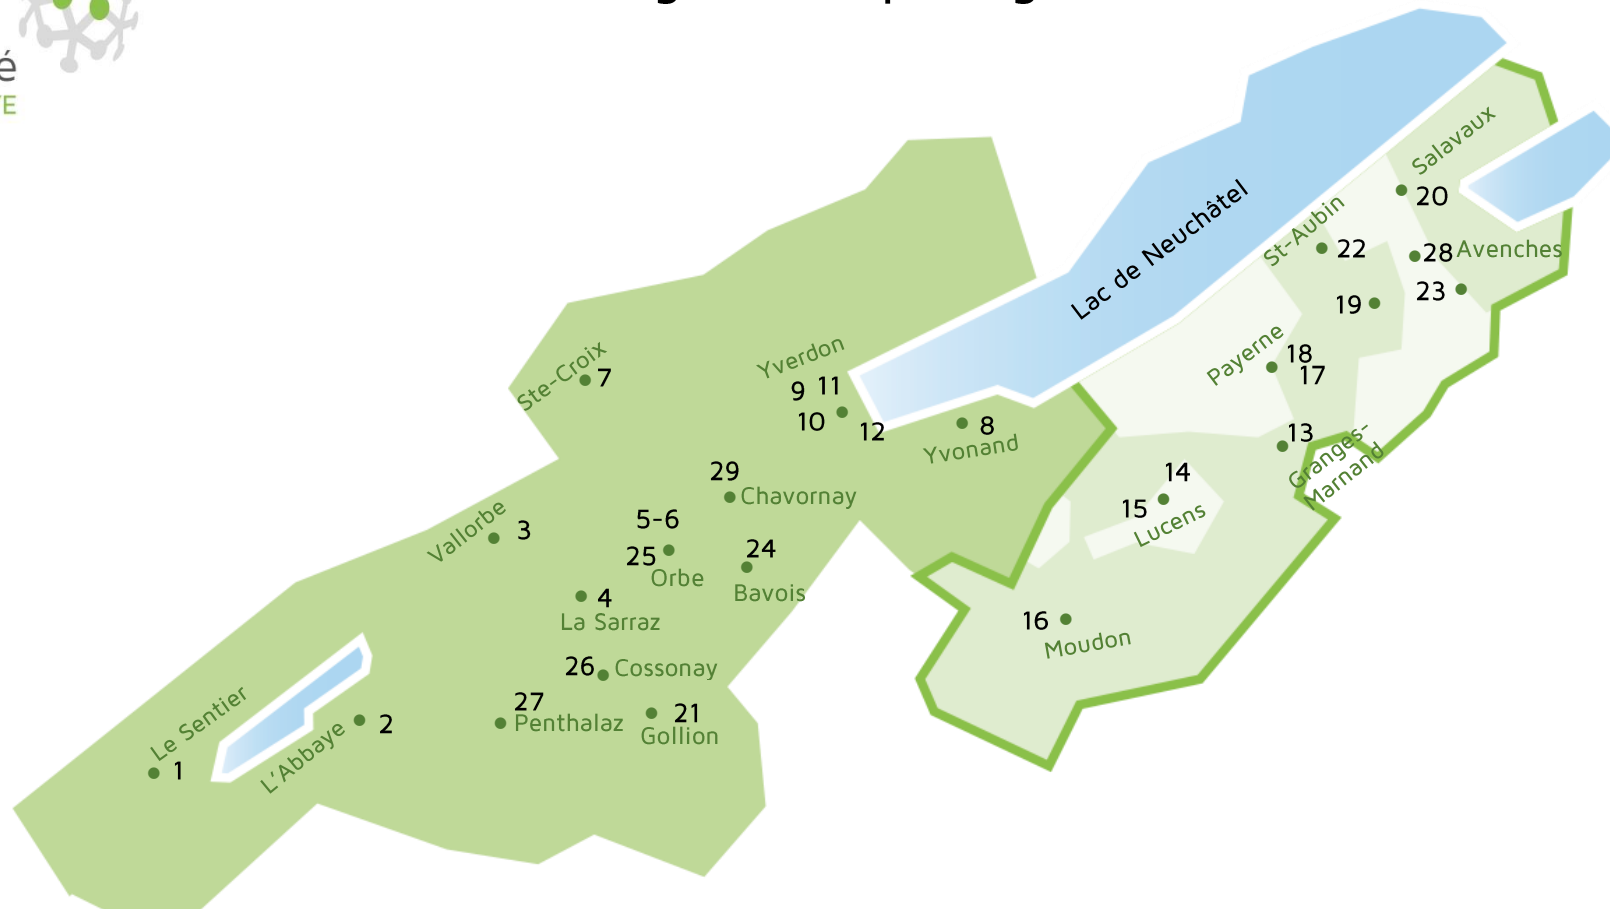 é
TE
Lac de Neuchâtel
Salavaux
20
St-Aubin
22
28 Avenches
23
19
Payerne
18
17
Ste-Croix
7
Yverdon
9 11
10
12
8
Yvonand
13
Granges-
Marnand
14
15
Lucens
29
Chavornay
Vallorbe
3
5-6
25
Orbe
24
Bavois
4
La Sarraz
16
Moudon
26 Cossonay
27
Penthalaz
21
Gollion
Le Sentier
1
L'Abbaye
2